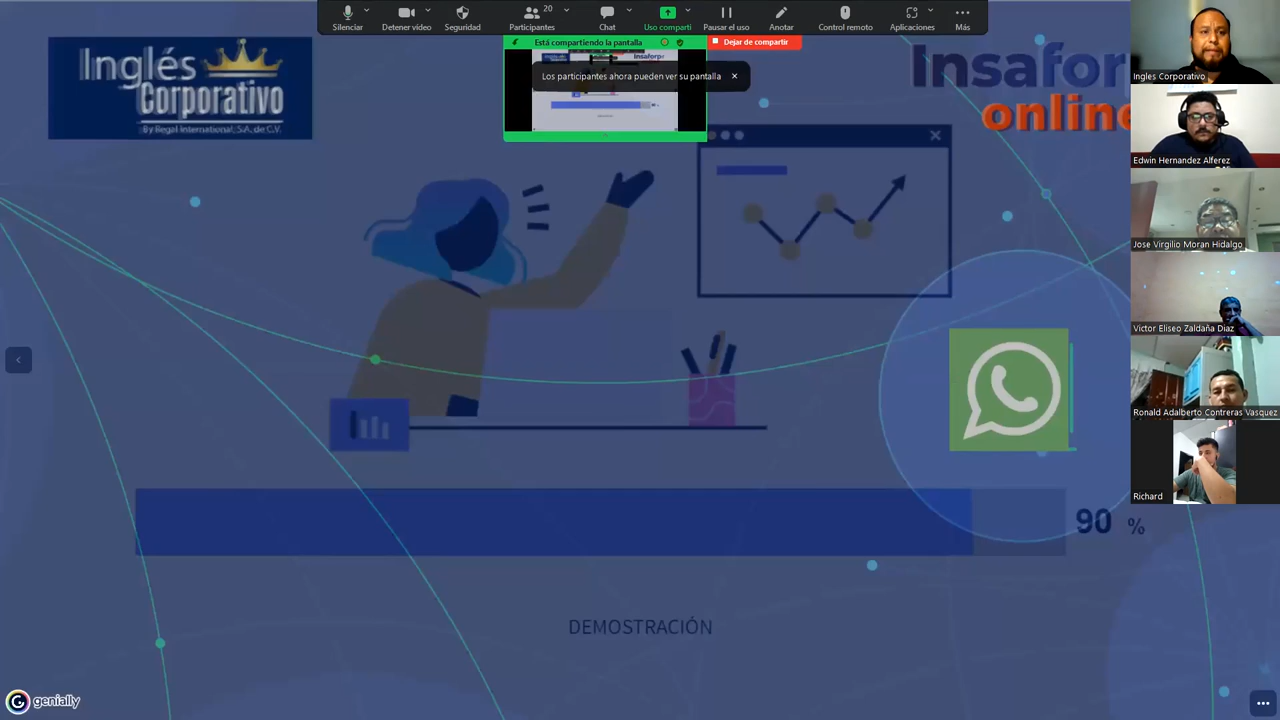 Silenciar
Detener vídeo
Seguridad
Participantes
20
Chat
Uso comparti
Pausar el uso
Anotar
Control remoto
Aplicaciones
Más
Está compartiendo la pantalla
Dejar de compartir
Los participantes ahora pueden ver su pantalla
Inglés
Corporativo
By Regal International, S.A. de C.V.
Insafor
online
Ingles Corporativo
Edwin Hernandez Alferez
Jose Virgilio Moran Hidalgo
Victor Eliseo Zaldaña Diaz
Ronald Adalberto Contreras Vasquez
Richard
90 %
DEMOSTRACIÓN
genially